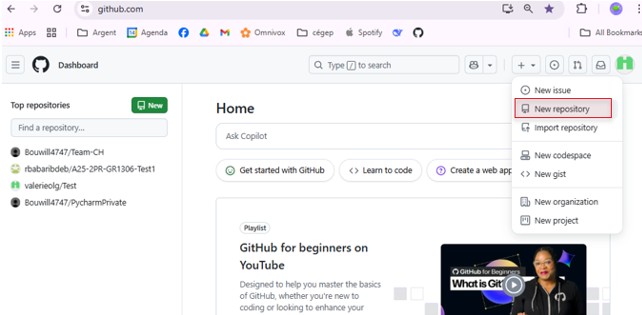 github.com
Apps
Argent
Agenda
Omnivox
cégep
Spotify
All Bookmarks
Dashboard
Type / to search
New issue
New repository
Import repository
New codespace
New gist
New organization
New project
Top repositories
New
Find a repository...
Bouwill4747/Team-CH
rbabaribdeb/A25-2PR-GR1306-Test1
valerieolg/Test
Bouwill4747/PycharmPrivate
Home
Ask Copilot
Get started with GitHub
Learn to code
Create a web app
Playlist
GitHub for beginners on
YouTube
Designed to help you master the basics
of GitHub, whether you're new to
coding or looking to enhance your
GitHub for Beginners
What is Git?